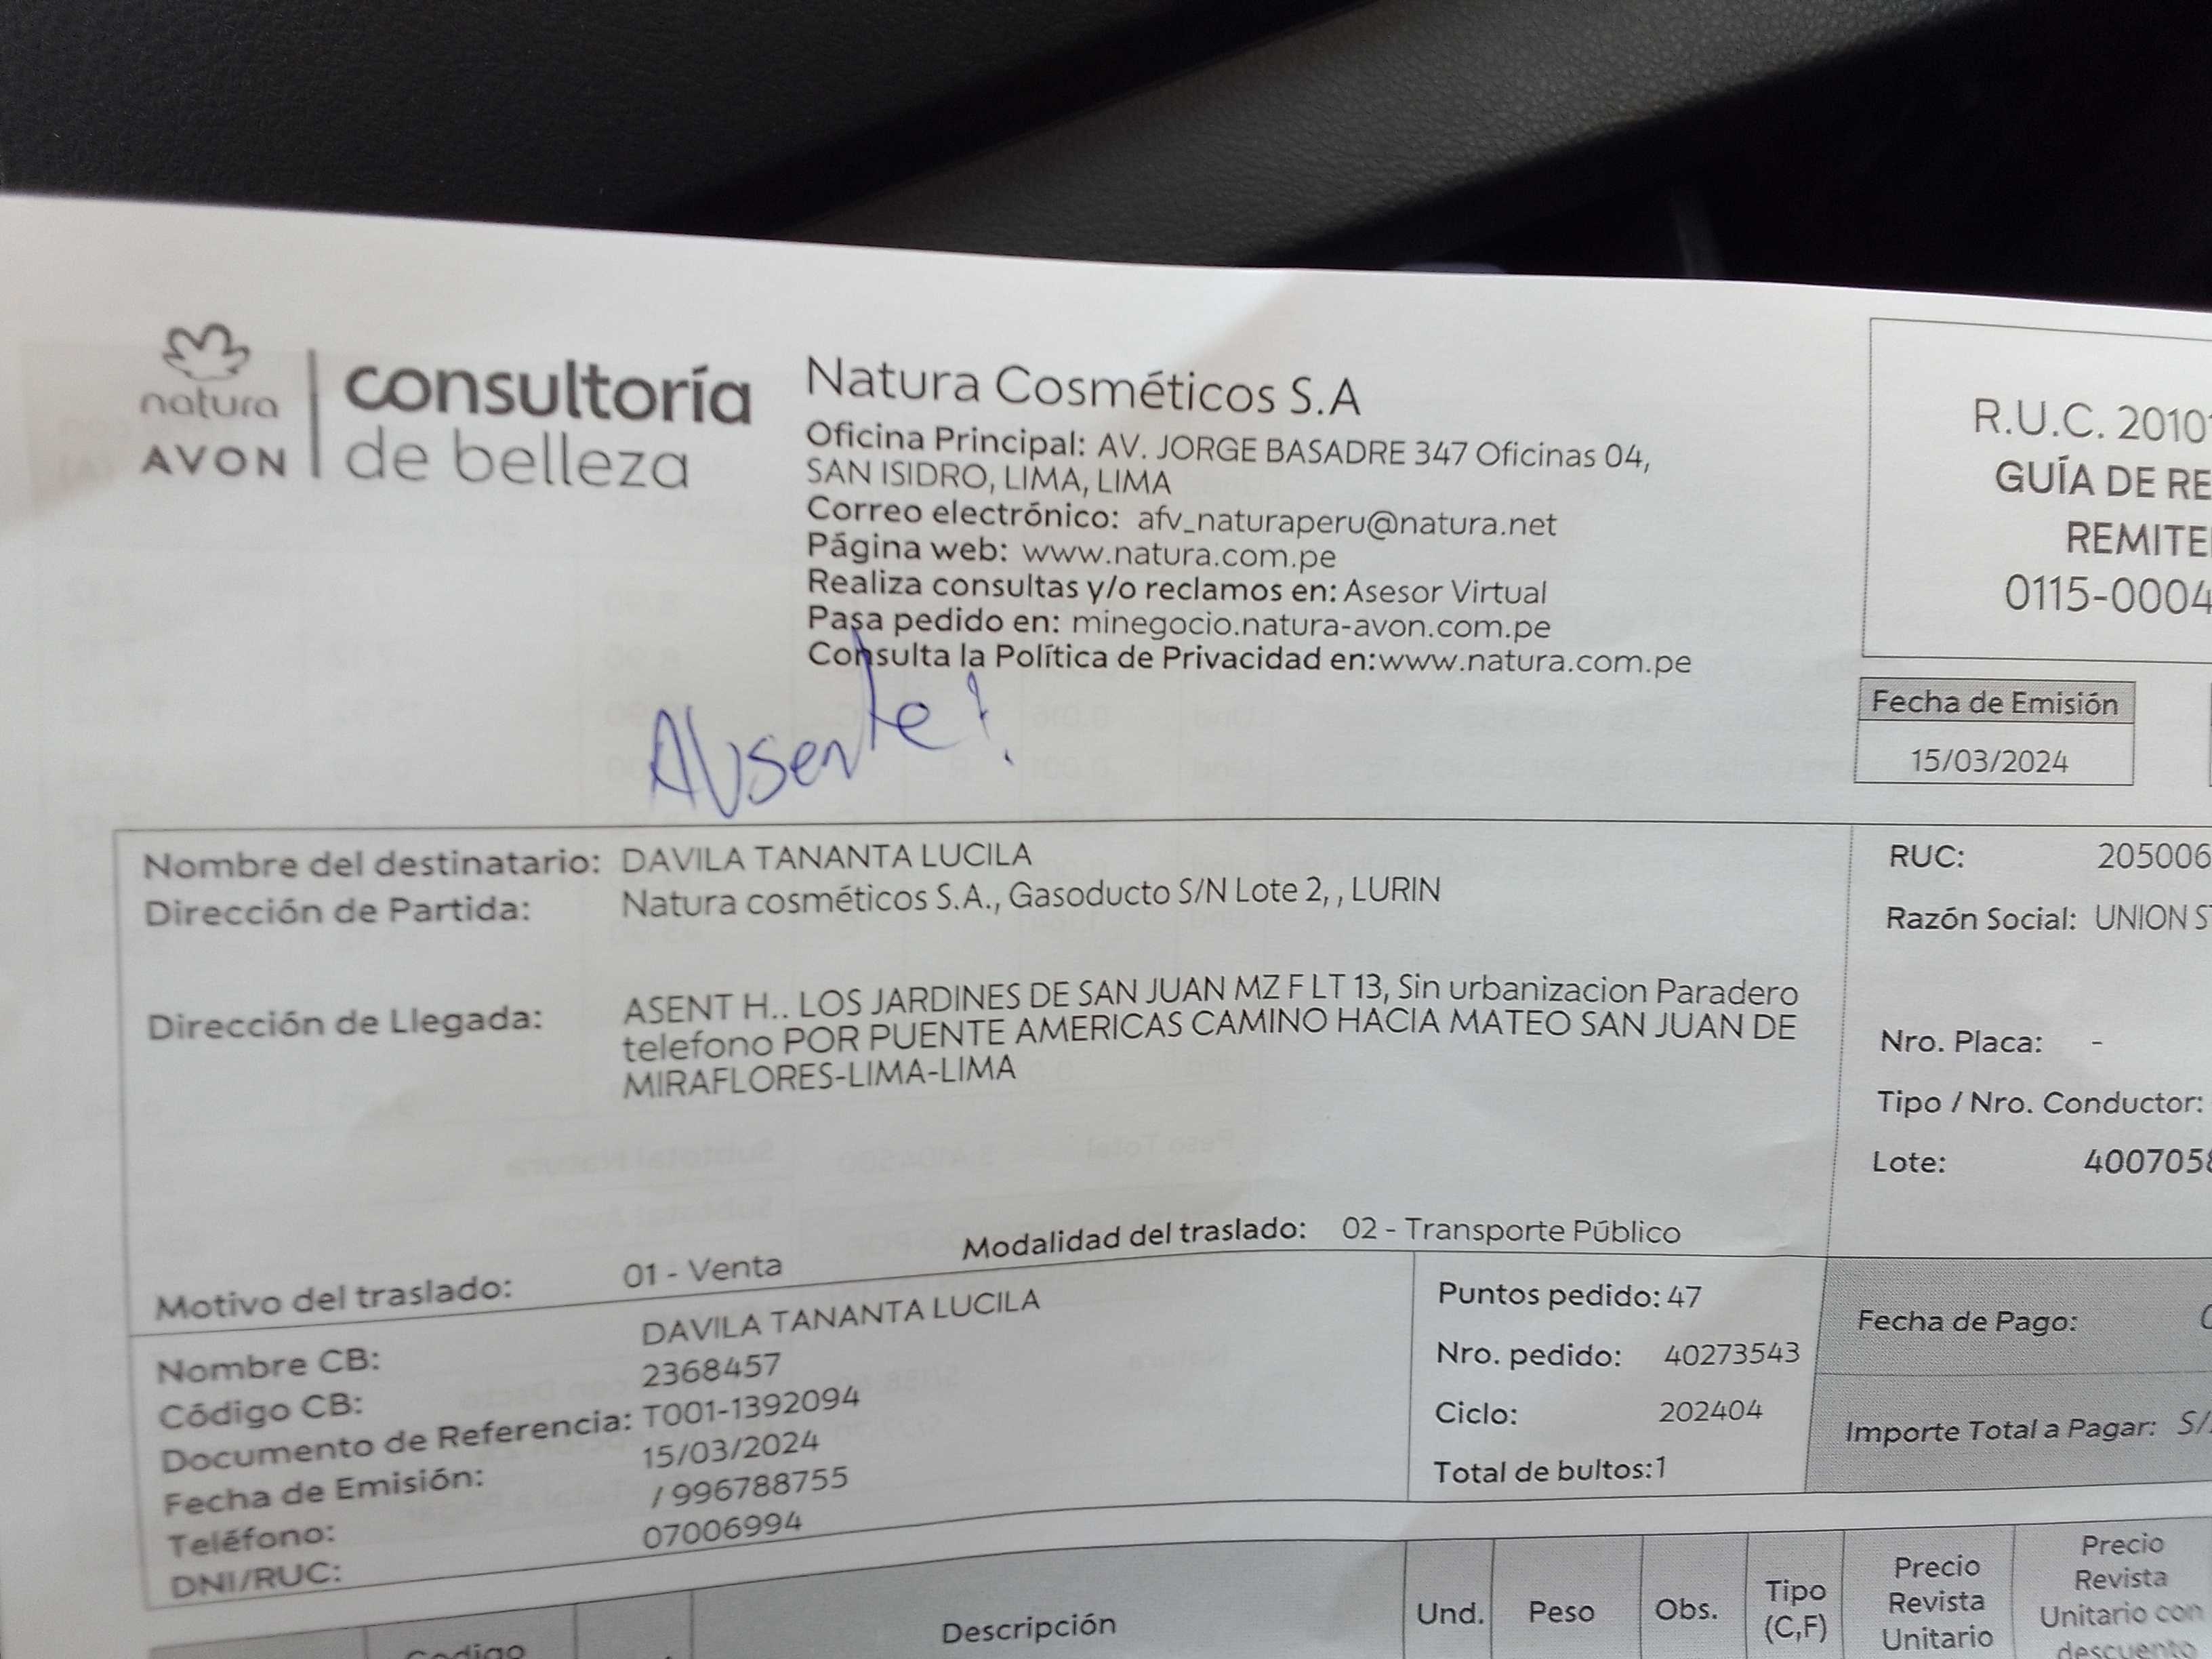 natura
AVON
consultoría
de belleza
Natura Cosméticos S.A
Oficina Principal: AV. JORGE BASADRE 347 Oficinas 04,
SAN ISIDRO, LIMA, LIMA
Correo electrónico: afv_naturaperu@natura.net
Página web: www.natura.com.pe
Realiza consultas y/o reclamos en: Asesor Virtual
Pasa pedido en: minegocio.natura-avon.com.pe
Consulta la Política de Privacidad en:www.natura.com.pe
R.U.C. 2010
GUÍA DE RE
REMITE
0115-0004
Fecha de Emisión
15/03/2024
Ausente!
Nombre del destinatario: DAVILA TANANTA LUCILA
Dirección de Partida: Natura cosméticos S.A., Gasoducto S/N Lote 2, , LURIN
Dirección de Llegada: ASENT H.. LOS JARDINES DE SAN JUAN MZ F LT 13, Sin urbanizacion Paradero
telefono POR PUENTE AMERICAS CAMINO HACIA MATEO SAN JUAN DE
MIRAFLORES-LIMA-LIMA
Motivo del traslado: 01 - Venta Modalidad del traslado: 02 - Transporte Público
RUC: 205006
Razón Social: UNION S
Nro. Placa: -
Tipo / Nro. Conductor:
Lote: 400705
Nombre CB: DAVILA TANANTA LUCILA
Código CB: 2368457
Documento de Referencia: T001-1392094
Fecha de Emisión: 15/03/2024
Teléfono: / 996788755
DNI/RUC: 07006994
Puntos pedido: 47
Nro. pedido: 40273543
Ciclo: 202404
Total de bultos:1
Fecha de Pago:
Importe Total a Pagar: S/
Descripción
Und.
Peso
Obs.
Tipo
(C,F)
Precio
Revista
Unitario
Precio
Revista
Unitario con
descuento